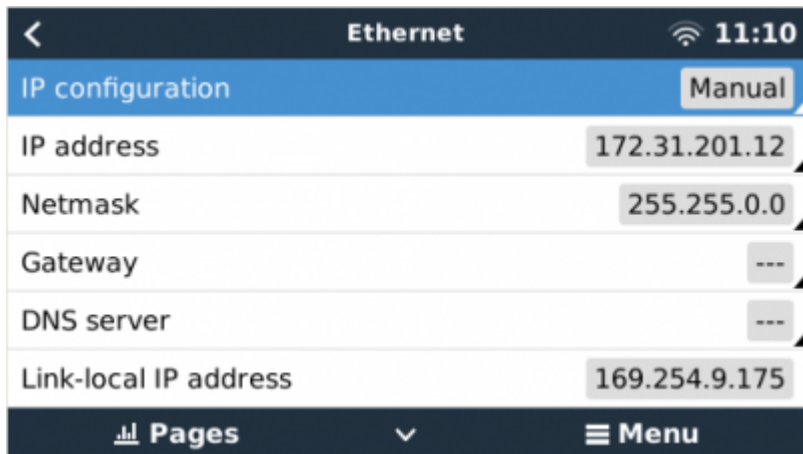 Ethernet 11:10
IP configuration Manual
IP address 172.31.201.12
Netmask 255.255.0.0
Gateway ---
DNS server ---
Link-local IP address 169.254.9.175
Pages Menu